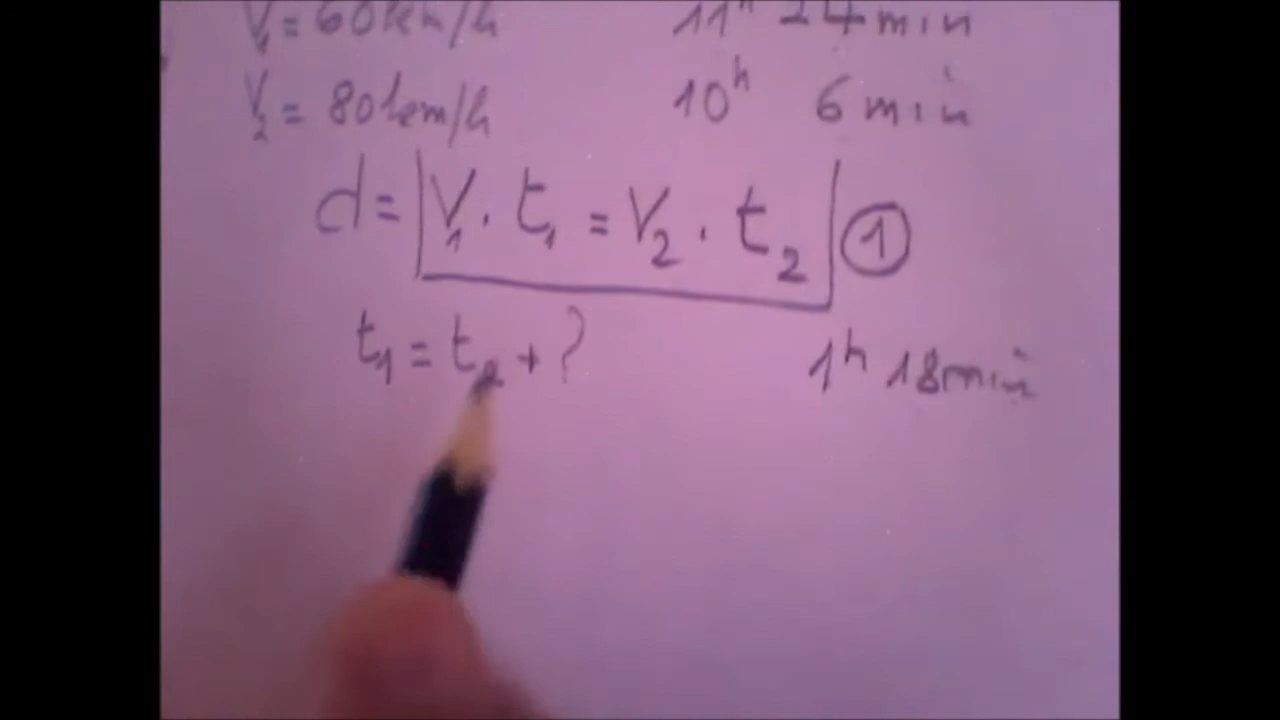 V₁ = 60km/h 11ʰ 24min
V₂ = 80km/h 10ʰ 6min
d = V₁ · t₁ = V₂ · t₂ ①
t₁ = t₂ + ? 1ʰ 18min